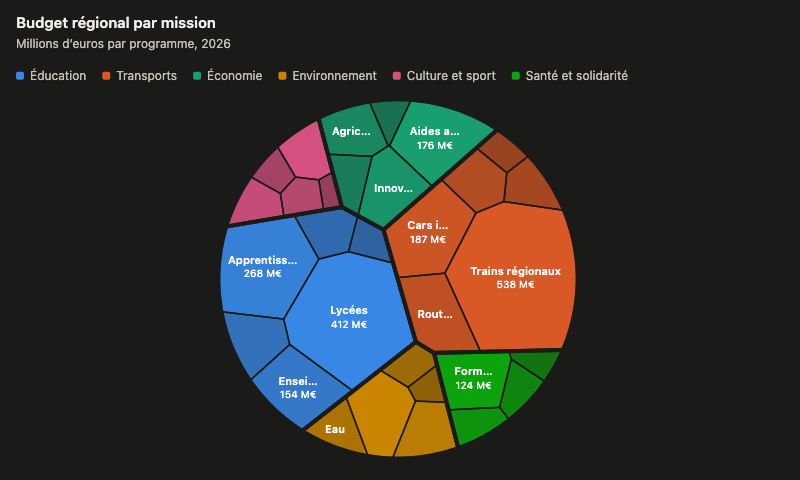 Budget régional par mission
Millions d'euros par programme, 2026
Éducation Transports Économie Environnement Culture et sport Santé et solidarité
Agric...
Aides a...
176 M€
Innov...
Cars i...
187 M€
Apprentiss...
268 M€
Trains régionaux
538 M€
Lycées
412 M€
Rout...
Ensei...
154 M€
Form...
124 M€
Eau